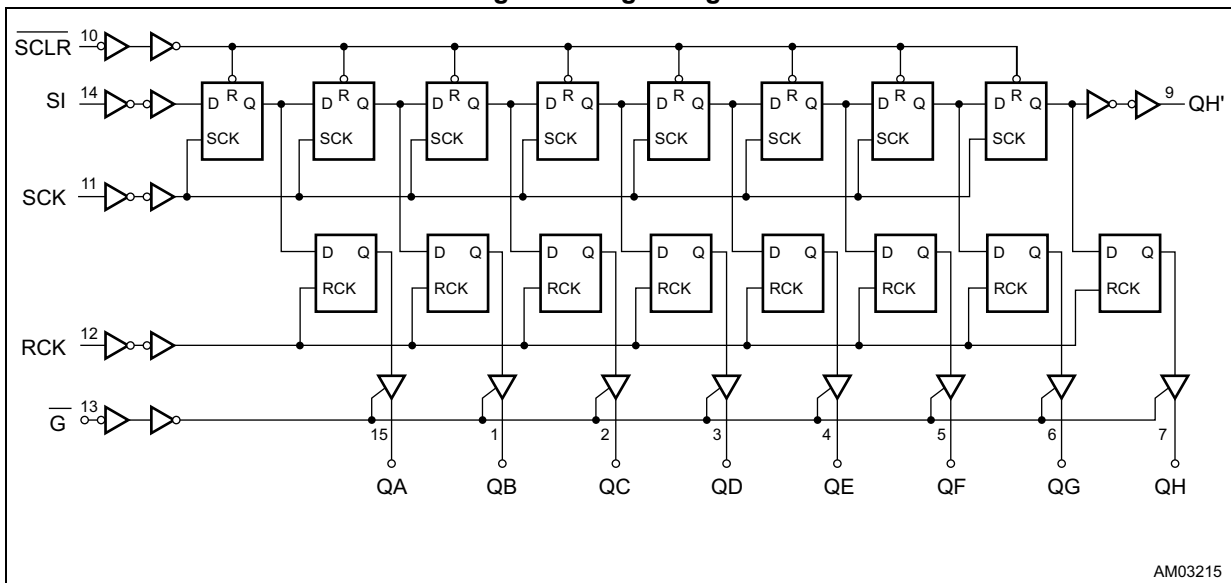 SCLR 10
R R R R R R R R
SI 14 D Q D Q D Q D Q D Q D Q D Q D Q 9 QH'
SCK SCK SCK SCK SCK SCK SCK SCK
SCK 11
D Q D Q D Q D Q D Q D Q D Q D Q
RCK RCK RCK RCK RCK RCK RCK RCK
RCK 12
G 13
15 1 2 3 4 5 6 7
QA QB QC QD QE QF QG QH
AM03215